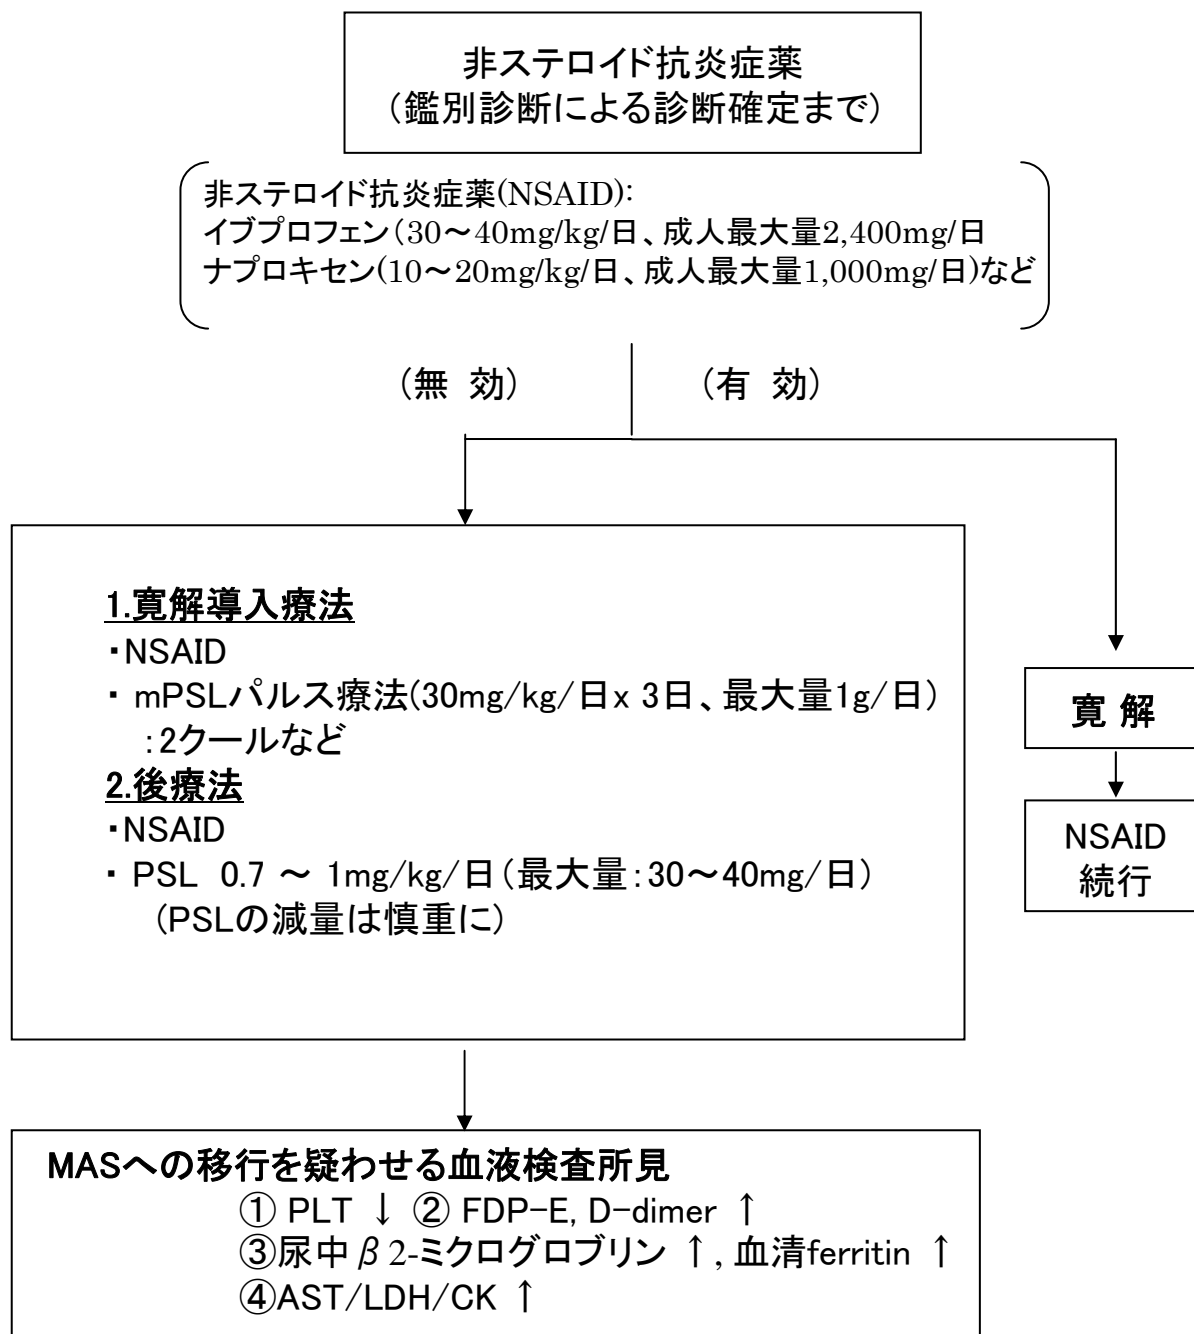 非ステロイド抗炎症薬
(鑑別診断による診断確定まで)
非ステロイド抗炎症薬(NSAID):
イブプロフェン(30～40mg/kg/日、成人最大量2,400mg/日
ナプロキセン(10～20mg/kg/日、成人最大量1,000mg/日)など
(無 効)
(有 効)
1.寛解導入療法
・NSAID
・ mPSLパルス療法(30mg/kg/日x 3日、最大量1g/日)
:2クールなど
2.後療法
・NSAID
・ PSL 0.7 ～ 1mg/kg/日(最大量:30～40mg/日)
(PSLの減量は慎重に)
寛 解
NSAID
続行
MASへの移行を疑わせる血液検査所見
① PLT ↓ ② FDP-E, D-dimer ↑
③尿中β2-ミクログロブリン ↑, 血清ferritin ↑
④AST/LDH/CK ↑